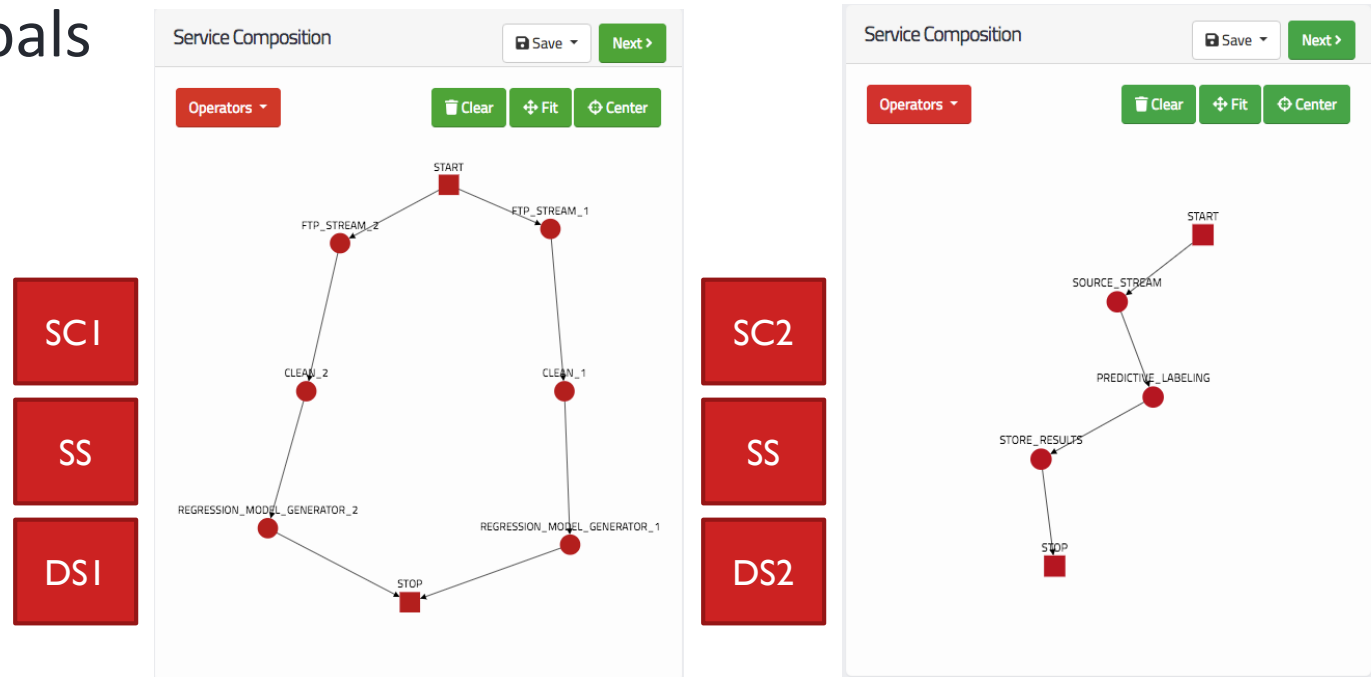 oals
SC1
SS
DS1
Service Composition
Save
Next >
Operators
Clear
Fit
Center
START
FTP_STREAM_1
FTP_STREAM_2
CLEAN_2
CLEAN_1
REGRESSION_MODEL_GENERATOR_2
REGRESSION_MODEL_GENERATOR_1
STOP
SC2
SS
DS2
Service Composition
Save
Next >
Operators
Clear
Fit
Center
START
SOURCE_STREAM
PREDICTIVE_LABELING
STORE_RESULTS
STOP